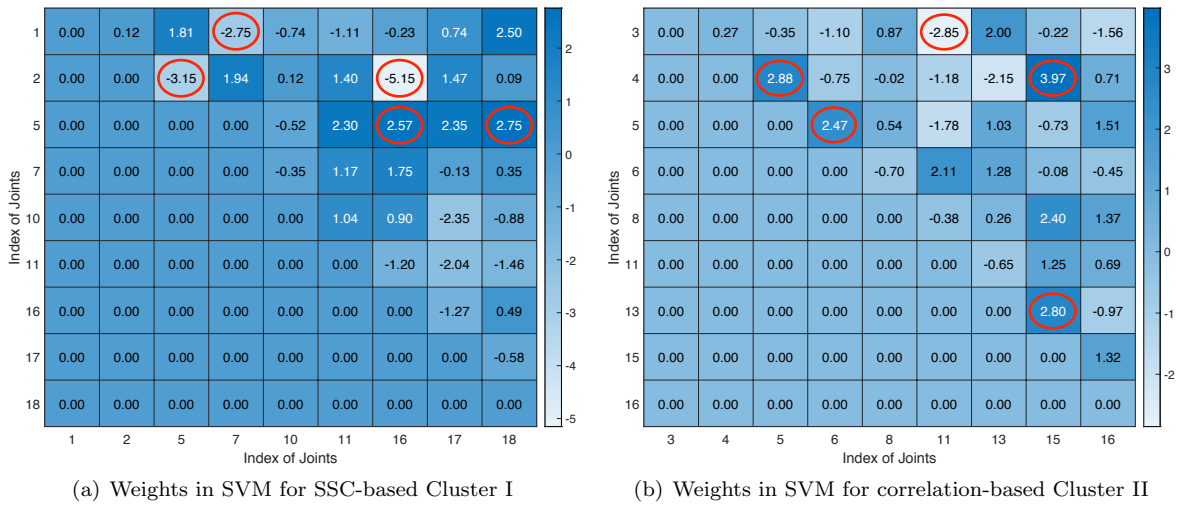 1 0.00 0.12 1.81 -2.75 -0.74 -1.11 -0.23 0.74 2.50
2 0.00 0.00 -3.15 1.94 0.12 1.40 -5.15 1.47 0.09
5 0.00 0.00 0.00 0.00 -0.52 2.30 2.57 2.35 2.75
7 0.00 0.00 0.00 0.00 -0.35 1.17 1.75 -0.13 0.35
10 0.00 0.00 0.00 0.00 0.00 1.04 0.90 -2.35 -0.88
11 0.00 0.00 0.00 0.00 0.00 0.00 -1.20 -2.04 -1.46
16 0.00 0.00 0.00 0.00 0.00 0.00 0.00 -1.27 0.49
17 0.00 0.00 0.00 0.00 0.00 0.00 0.00 0.00 -0.58
18 0.00 0.00 0.00 0.00 0.00 0.00 0.00 0.00 0.00
1 2 5 7 10 11 16 17 18
Index of Joints
Index of Joints
2
1
0
-1
-2
-3
-4
-5
(a) Weights in SVM for SSC-based Cluster I
3 0.00 0.27 -0.35 -1.10 0.87 -2.85 2.00 -0.22 -1.56
4 0.00 0.00 2.88 -0.75 -0.02 -1.18 -2.15 3.97 0.71
5 0.00 0.00 0.00 2.47 0.54 -1.78 1.03 -0.73 1.51
6 0.00 0.00 0.00 0.00 -0.70 2.11 1.28 -0.08 -0.45
8 0.00 0.00 0.00 0.00 0.00 -0.38 0.26 2.40 1.37
11 0.00 0.00 0.00 0.00 0.00 0.00 -0.65 1.25 0.69
13 0.00 0.00 0.00 0.00 0.00 0.00 0.00 2.80 -0.97
15 0.00 0.00 0.00 0.00 0.00 0.00 0.00 0.00 1.32
16 0.00 0.00 0.00 0.00 0.00 0.00 0.00 0.00 0.00
3 4 5 6 8 11 13 15 16
Index of Joints
Index of Joints
3
2
1
0
-1
-2
(b) Weights in SVM for correlation-based Cluster II